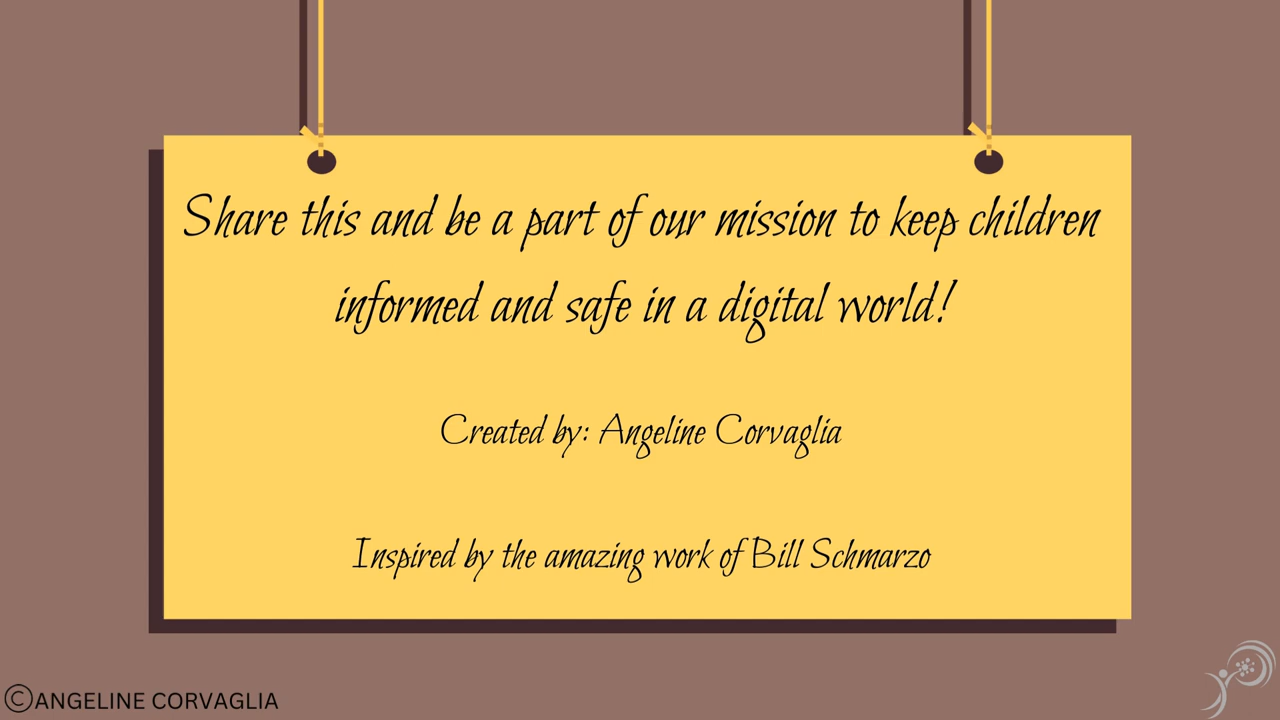 Share this and be a part of our mission to keep children
informed and safe in a digital world!
Created by: Angeline Corvaglia
Inspired by the amazing work of Bill Schmarzo
©ANGELINE CORVAGLIA